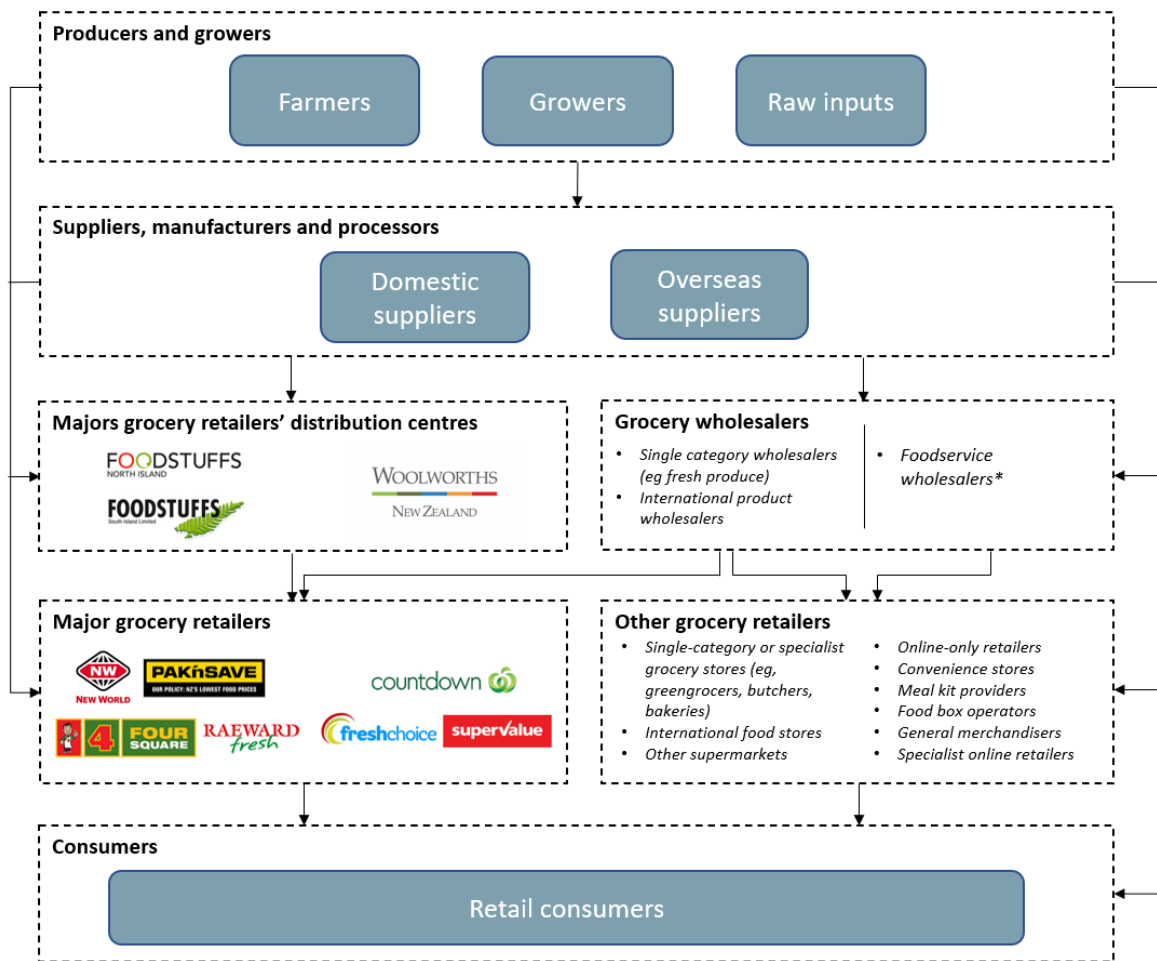 Producers and growers
Farmers
Growers
Raw inputs
Suppliers, manufacturers and processors
Domestic
suppliers
Overseas
suppliers
Majors grocery retailers’ distribution centres
FOODSTUFFS
NORTH ISLAND
FOODSTUFFS
South Island Limited
WOOLWORTHS
NEW ZEALAND
Grocery wholesalers
• Single category wholesalers
(eg fresh produce)
• International product
wholesalers
• Foodservice
wholesalers*
Major grocery retailers
NW
NEW WORLD
PAK'nSAVE
OUR POLICY: NZ'S LOWEST FOOD PRICES
countdown
4
FOUR
SQUARE
RAEWARD
fresh
freshchoice
supervalue
Other grocery retailers
• Single-category or specialist
grocery stores (eg,
greengrocers, butchers,
bakeries)
• International food stores
• Other supermarkets
• Online-only retailers
• Convenience stores
• Meal kit providers
• Food box operators
• General merchandisers
• Specialist online retailers
Consumers
Retail consumers